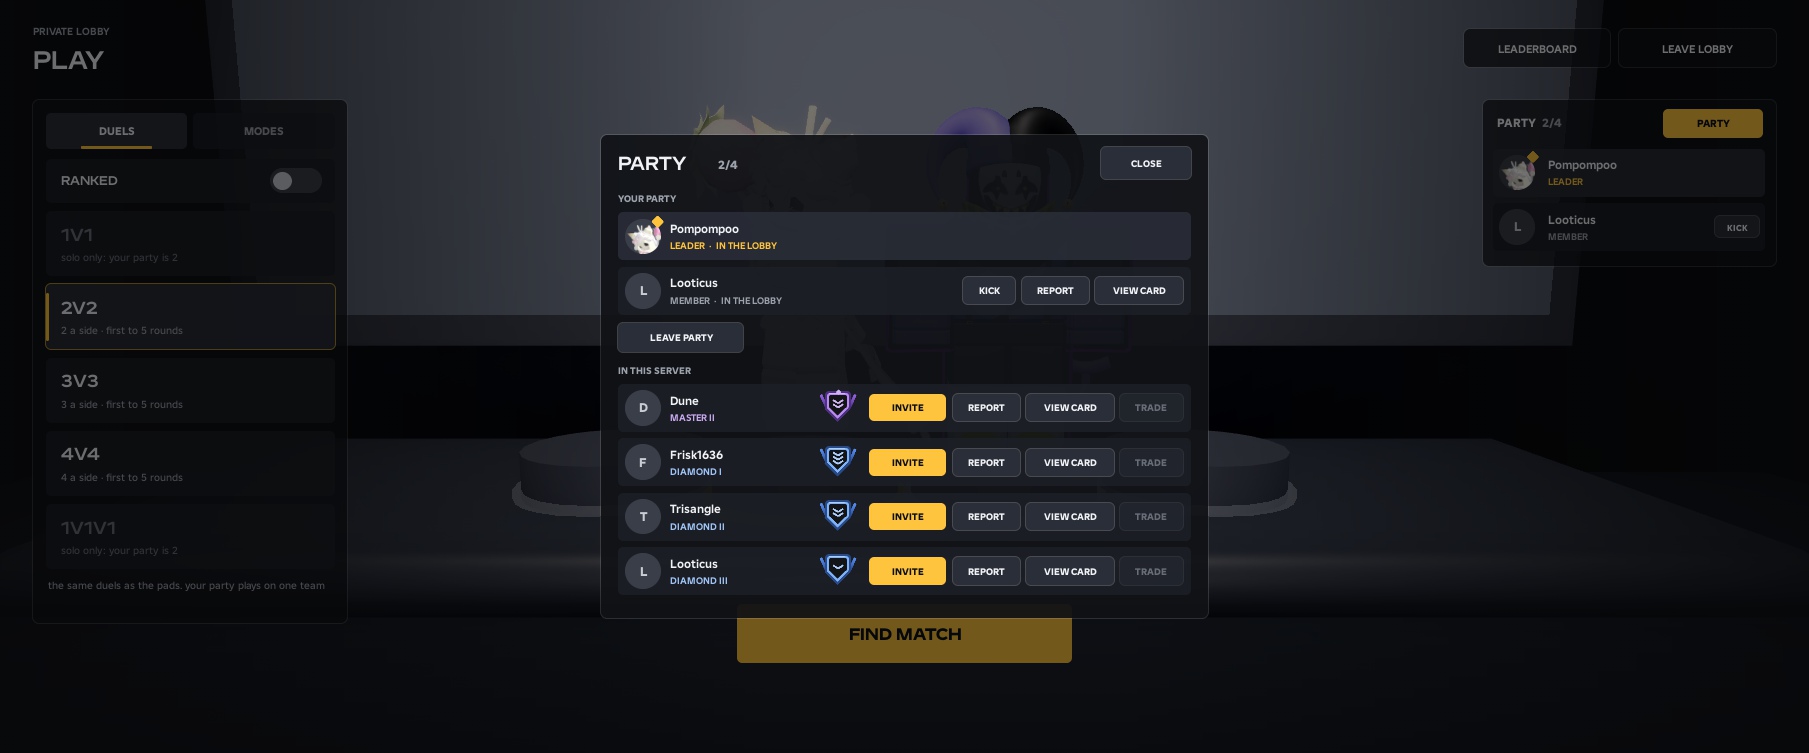 PRIVATE LOBBY
PLAY
LEADERBOARD
LEAVE LOBBY
DUELS
MODES
RANKED
1V1
solo only: your party is 2
2V2
2 a side · first to 5 rounds
3V3
3 a side · first to 5 rounds
4V4
4 a side · first to 5 rounds
1V1V1
solo only: your party is 2
the same duels as the pads. your party plays on one team
PARTY 2/4
CLOSE
YOUR PARTY
Pompompoo
LEADER · IN THE LOBBY
L
Looticus
MEMBER · IN THE LOBBY
KICK
REPORT
VIEW CARD
LEAVE PARTY
IN THIS SERVER
D
Dune
MASTER II
INVITE
REPORT
VIEW CARD
TRADE
F
Frisk1636
DIAMOND I
INVITE
REPORT
VIEW CARD
TRADE
T
Trisangle
DIAMOND II
INVITE
REPORT
VIEW CARD
TRADE
L
Looticus
DIAMOND III
INVITE
REPORT
VIEW CARD
TRADE
FIND MATCH
PARTY 2/4
PARTY
Pompompoo
LEADER
L
Looticus
MEMBER
KICK